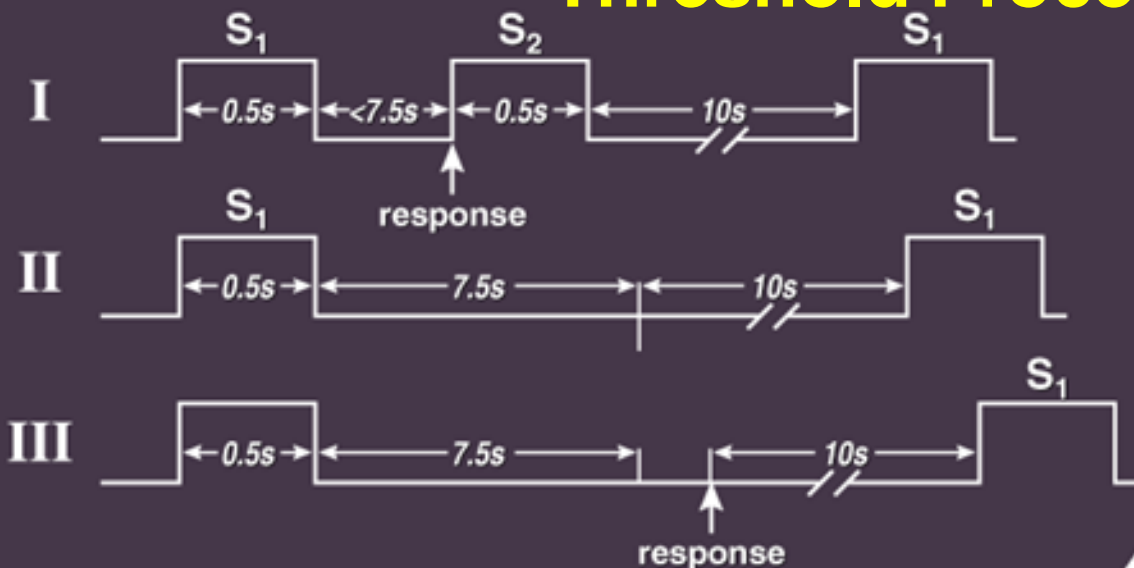 S₁ S₂ S₁
I 0.5s <7.5s 0.5s 10s
response
S₁ S₁
II 0.5s 7.5s 10s
S₁
III 0.5s 7.5s 10s
response